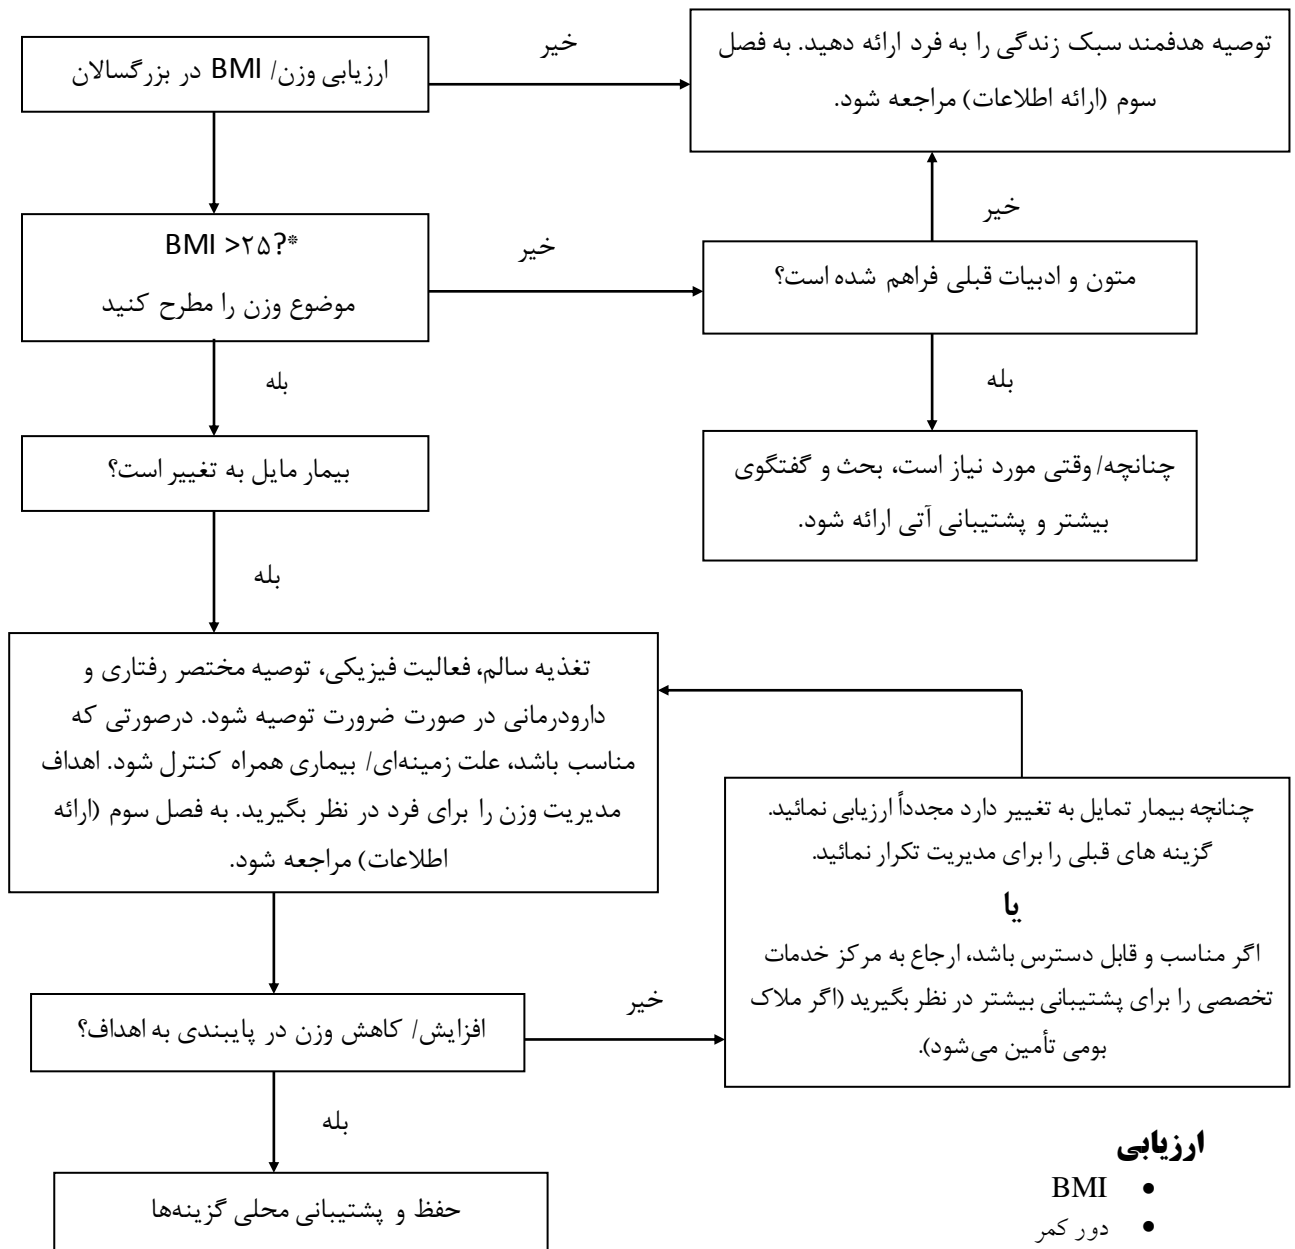 ارزیابی وزن/ BMI در بزرگسالان
خیر
توصیه هدفمند سبک زندگی را به فرد ارائه دهید. به فصل
سوم (ارائه اطلاعات) مراجعه شود.
BMI >۲۵?*
موضوع وزن را مطرح کنید
خیر
متون و ادبیات قبلی فراهم شده است؟
خیر
بله
بله
بیمار مایل به تغییر است؟
چنانچه/ وقتی مورد نیاز است، بحث و گفتگوی
بیشتر و پشتیبانی آتی ارائه شود.
بله
تغذیه سالم، فعالیت فیزیکی، توصیه مختصر رفتاری و
دارودرمانی در صورت ضرورت توصیه شود. درصورتی که
مناسب باشد، علت زمینه‌ای/ بیماری همراه کنترل شود. اهداف
مدیریت وزن را برای فرد در نظر بگیرید. به فصل سوم (ارائه
اطلاعات) مراجعه شود.
چنانچه بیمار تمایل به تغییر دارد مجدداً ارزیابی نمائید.
گزینه های قبلی را برای مدیریت تکرار نمائید.
یا
اگر مناسب و قابل دسترس باشد، ارجاع به مرکز خدمات
تخصصی را برای پشتیبانی بیشتر در نظر بگیرید (اگر ملاک
بومی تأمین می‌شود).
افزایش/ کاهش وزن در پایبندی به اهداف؟
خیر
بله
حفظ و پشتیبانی محلی گزینه‌ها
ارزیابی
• BMI
• دور کمر